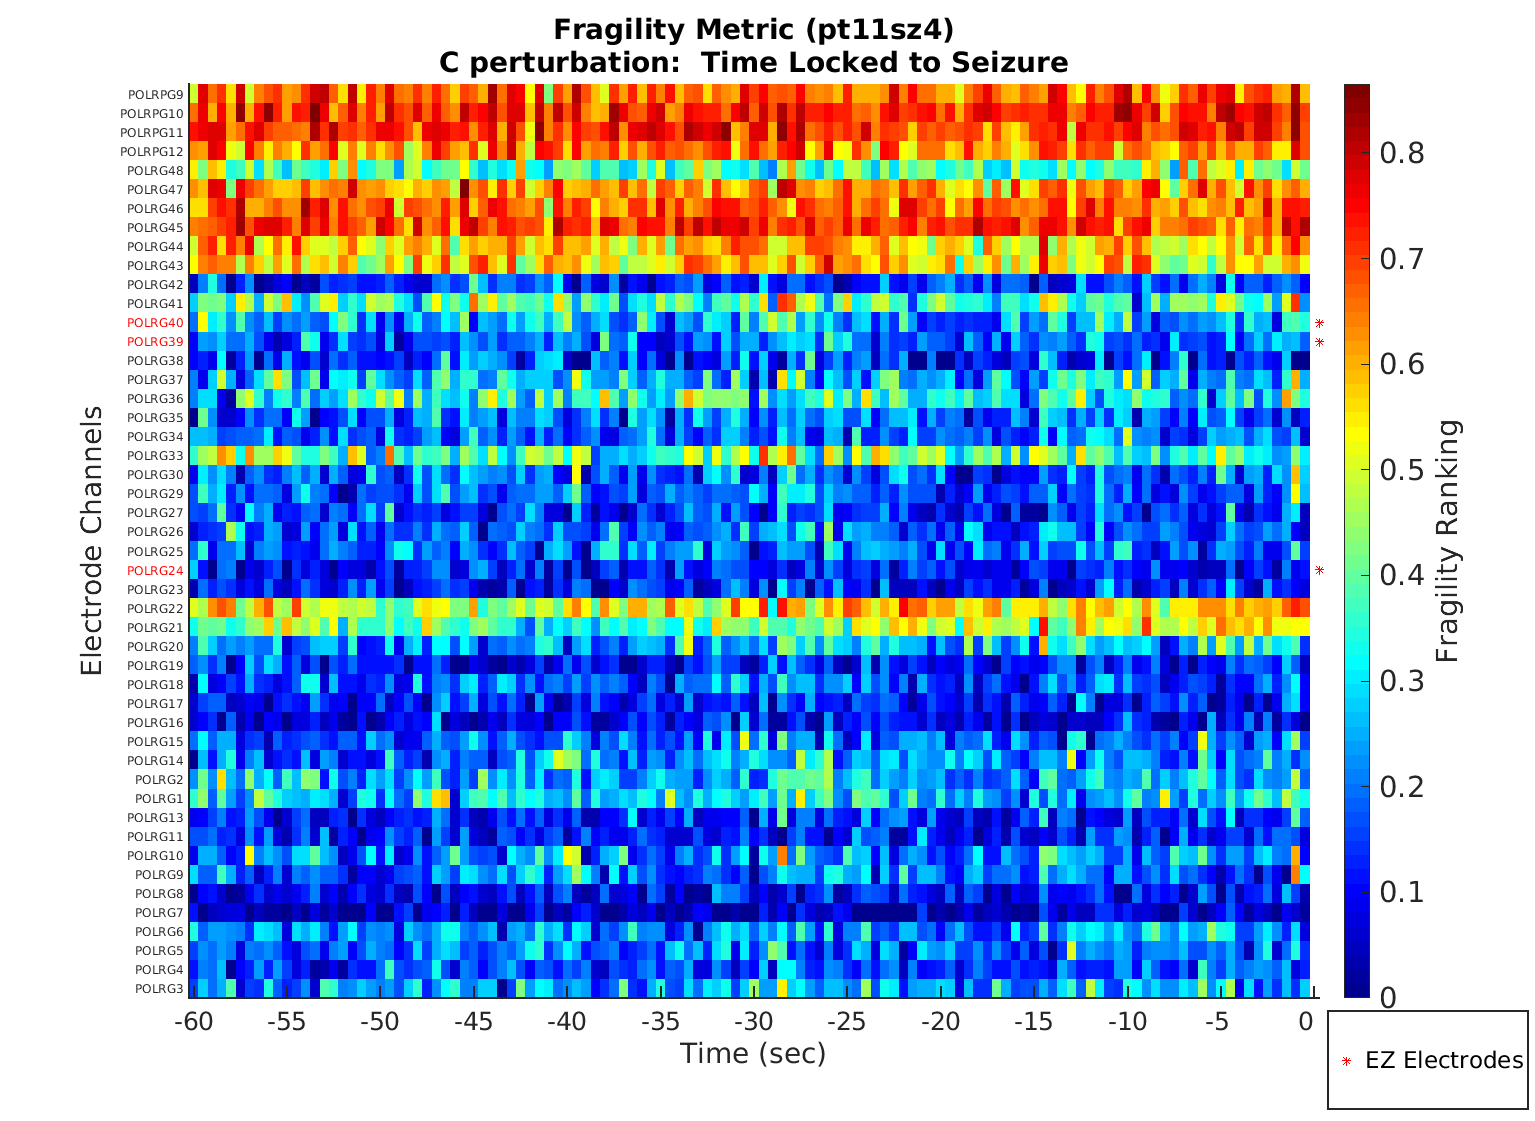 Fragility Metric (pt11sz4)
C perturbation:  Time Locked to Seizure
Electrode Channels
POLRPG9
POLRPG10
POLRPG11
POLRPG12
POLRG48
POLRG47
POLRG46
POLRG45
POLRG44
POLRG43
POLRG42
POLRG41
POLRG40
POLRG39
POLRG38
POLRG37
POLRG36
POLRG35
POLRG34
POLRG33
POLRG30
POLRG29
POLRG27
POLRG26
POLRG25
POLRG24
POLRG23
POLRG22
POLRG21
POLRG20
POLRG19
POLRG18
POLRG17
POLRG16
POLRG15
POLRG14
POLRG2
POLRG1
POLRG13
POLRG11
POLRG10
POLRG9
POLRG8
POLRG7
POLRG6
POLRG5
POLRG4
POLRG3
-60 -55 -50 -45 -40 -35 -30 -25 -20 -15 -10 -5 0
Time (sec)
0.8
0.7
0.6
0.5
0.4
0.3
0.2
0.1
0
Fragility Ranking
* EZ Electrodes